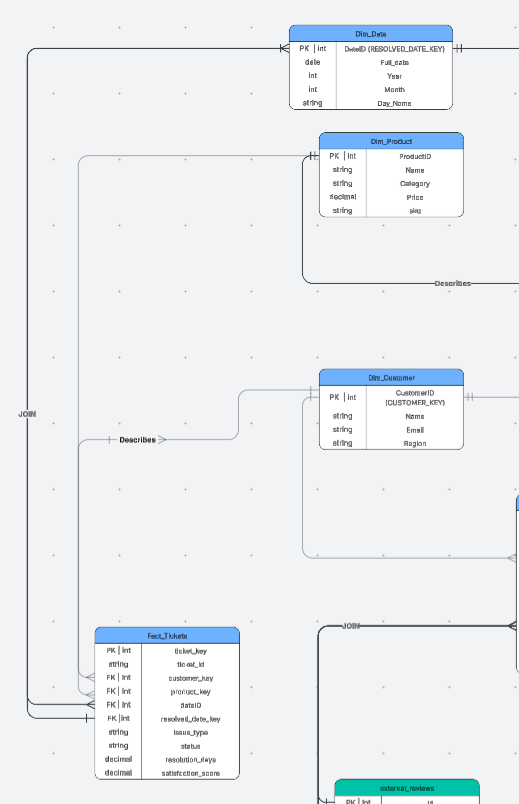 Dim_Date
PK | int DateID (RESOLVED_DATE_KEY)
date Full_date
int Year
int Month
string Day_Name
Dim_Product
PK | int ProductID
string Name
string Category
decimal Price
string
Describes
Dim_Customer
PK | int CustomerID
(CUSTOMER_KEY)
string Name
string Email
string Region
JOIN
Describes
JOIN
Fact_Tickets
PK | int ticket_key
string ticket_id
FK | int customer_key
FK | int product_key
FK | int dateID
FK | int resolved_date_key
string issue_type
string status
decimal resolution_days
decimal satisfaction_score
external_reviews
PK | int id